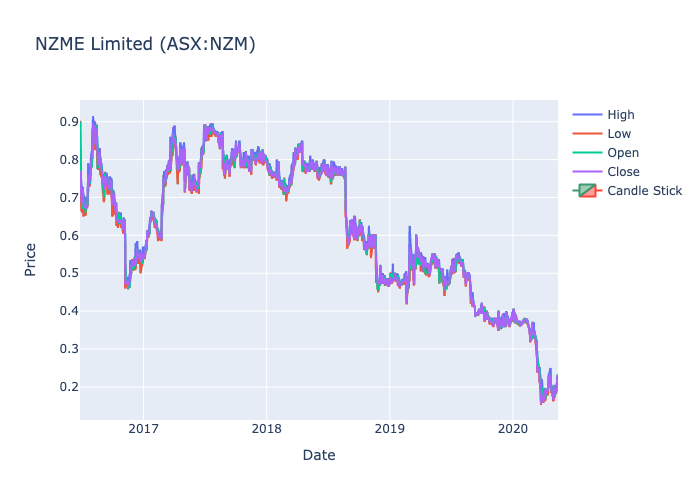 NZME Limited (ASX:NZM)
High
Low
Open
Close
Candle Stick
0.9
0.8
0.7
0.6
0.5
0.4
0.3
0.2
Price
2017 2018 2019 2020
Date